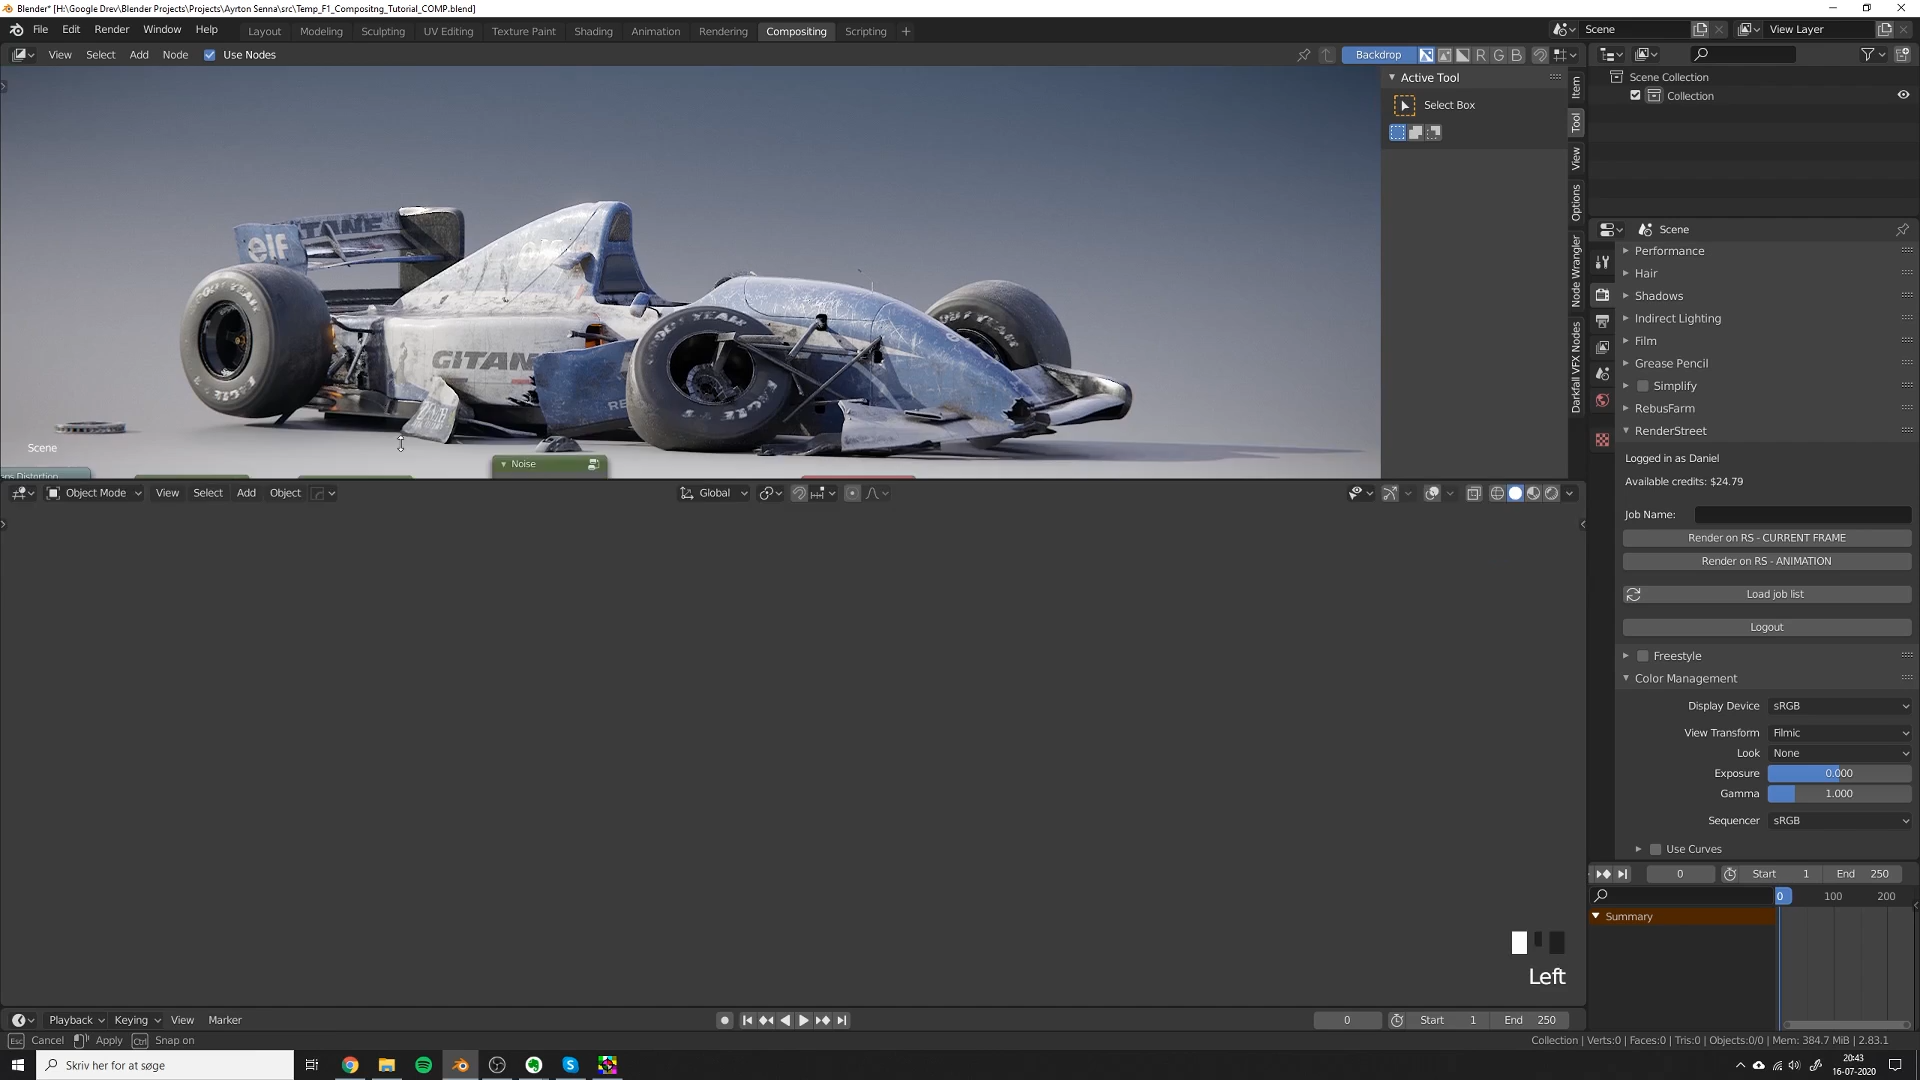 Blender* [H:\Google Drev\Blender Projects\Projects\Ayrton Senna\src\Temp_F1_Compositng_Tutorial_COMP.blend]
File Edit Render Window Help Layout Modeling Sculpting UV Editing Texture Paint Shading Animation Rendering Compositing Scripting + Scene View Layer
View Select Add Node Use Nodes Backdrop R G B
Active Tool
Select Box
Item
Tool
View
Options
Node Wrangler
Darkfall VFX Nodes
Scene Collection
Collection
elf
GITANE
GOOD YEAR
EAGLE
Scene
Noise
Object Mode View Select Add Object Global
Scene
Performance
Hair
Shadows
Indirect Lighting
Film
Grease Pencil
Simplify
RebusFarm
RenderStreet
Logged in as Daniel
Available credits: $24.79
Job Name:
Render on RS - CURRENT FRAME
Render on RS - ANIMATION
Load job list
Logout
Freestyle
Color Management
Display Device sRGB
View Transform Filmic
Look None
Exposure 0.000
Gamma 1.000
Sequencer sRGB
Use Curves
0 Start 1 End 250
0 100 200
Summary
Left
Playback Keying View Marker 0 Start 1 End 250
Esc Cancel Apply Ctrl Snap on Collection | Verts:0 | Faces:0 | Tris:0 | Objects:0/0 | Mem: 384.7 MiB | 2.83.1
Skriv her for at søge
20:43
16-07-2020